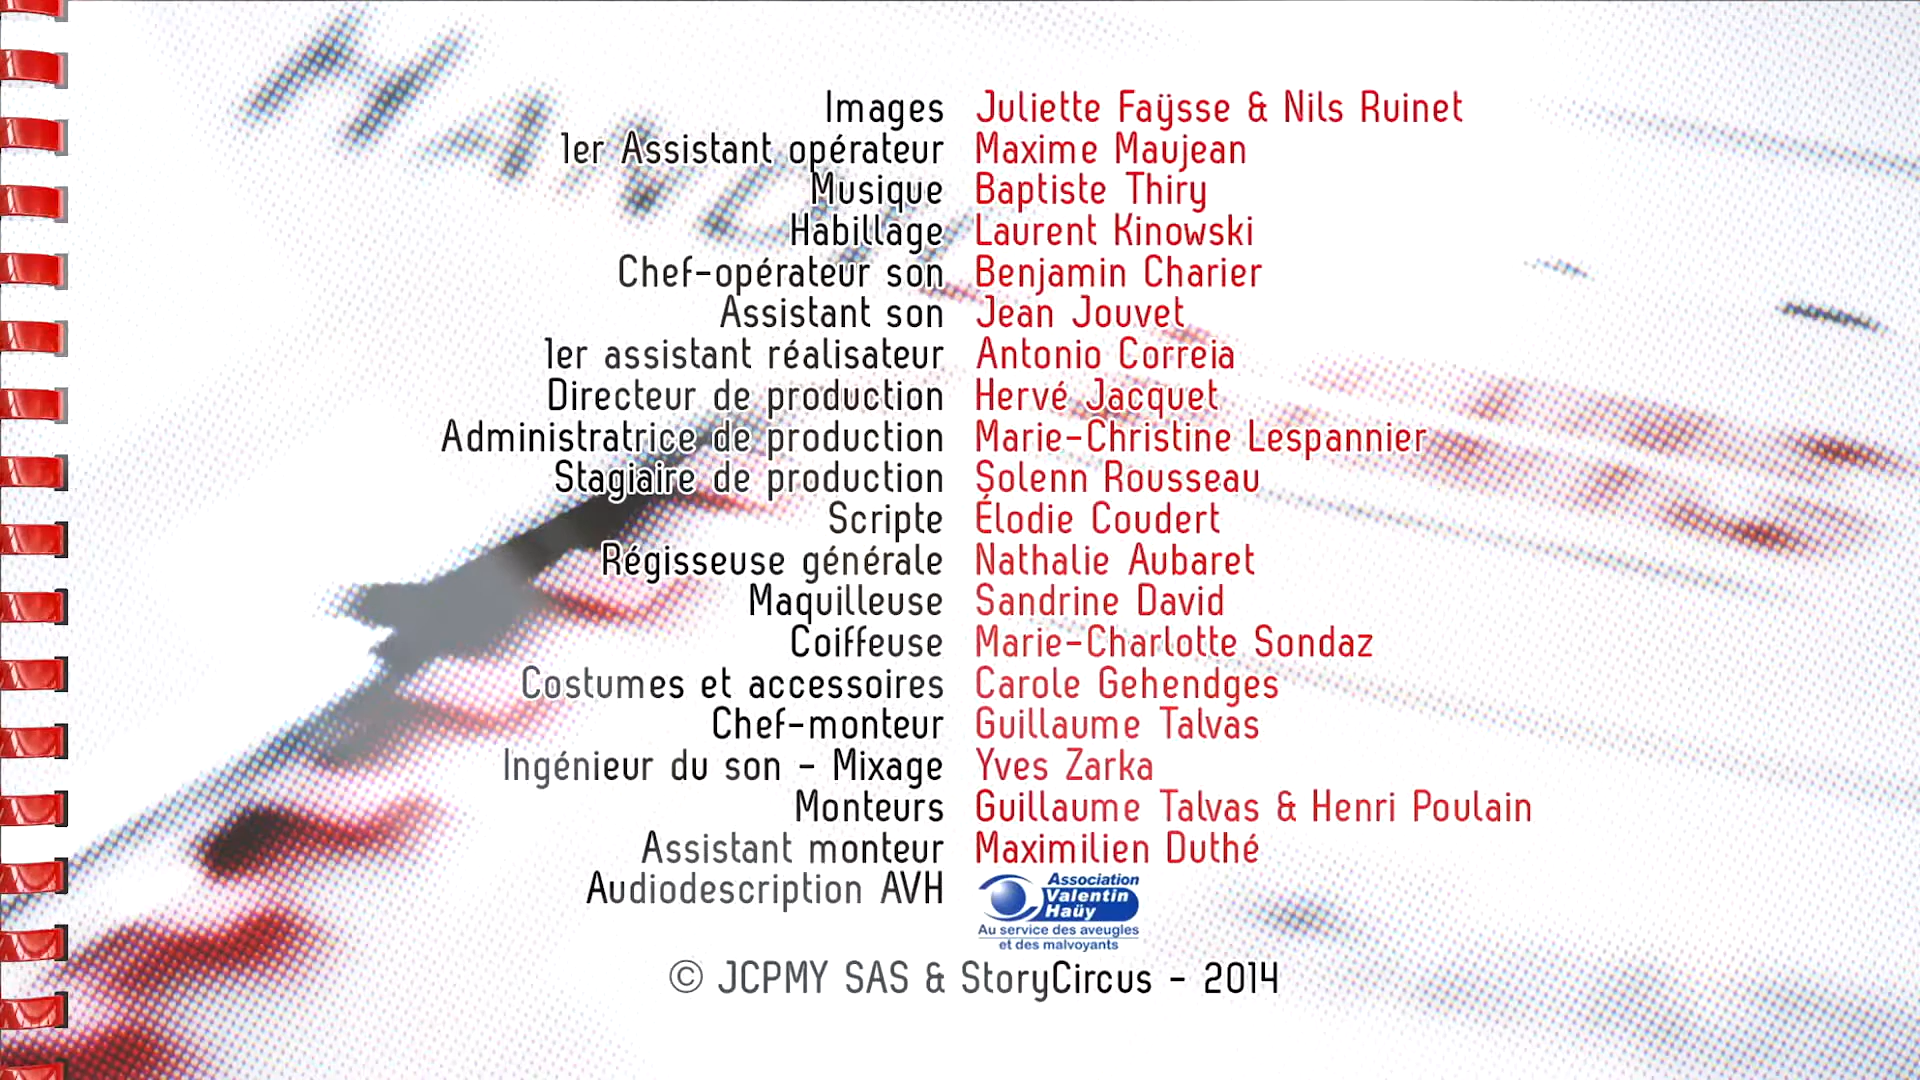 HANDI
Images Juliette Faÿsse & Nils Ruinet
1er Assistant opérateur Maxime Maujean
Musique Baptiste Thiry
Habillage Laurent Kinowski
Chef-opérateur son Benjamin Charier
Assistant son Jean Jouvet
1er assistant réalisateur Antonio Correia
Directeur de production Hervé Jacquet
Administratrice de production Marie-Christine Lespannier
Stagiaire de production Solenn Rousseau
Scripte Élodie Coudert
Régisseuse générale Nathalie Aubaret
Maquilleuse Sandrine David
Coiffeuse Marie-Charlotte Sondaz
Costumes et accessoires Carole Gehendges
Chef-monteur Guillaume Talvas
Ingénieur du son - Mixage Yves Zarka
Monteurs Guillaume Talvas & Henri Poulain
Assistant monteur Maximilien Duthé
Audiodescription AVH
Association
Valentin
Haüy
Au service des aveugles
et des malvoyants
© JCPMY SAS & StoryCircus - 2014